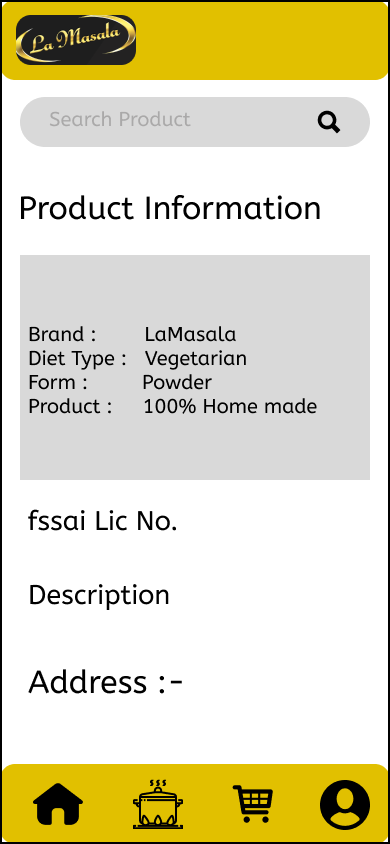 La Masala
Search Product
Product Information
Brand : LaMasala
Diet Type : Vegetarian
Form : Powder
Product : 100% Home made
fssai Lic No.
Description
Address :-